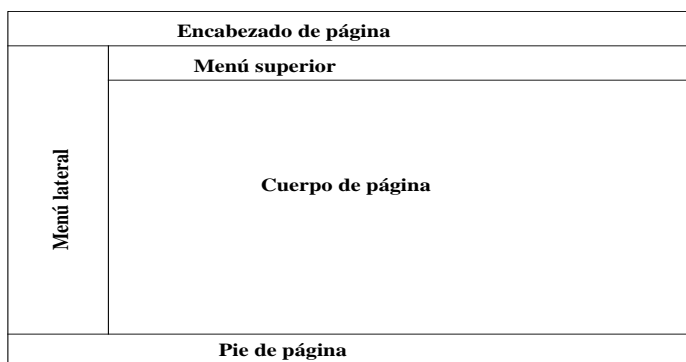 Encabezado de página
Menú superior
Menú lateral
Cuerpo de página
Pie de página